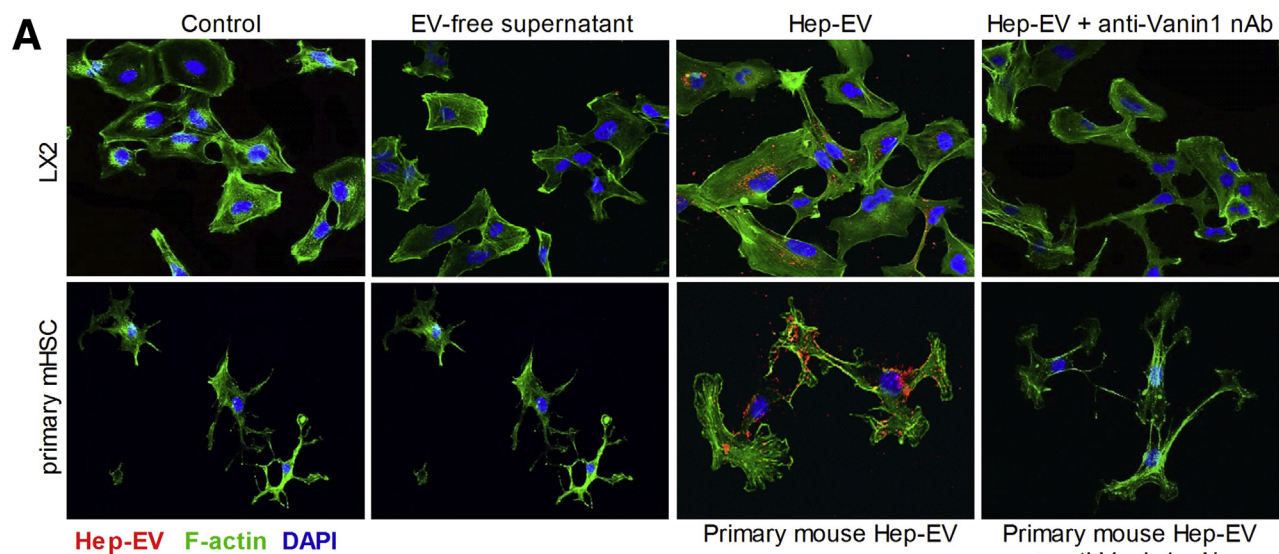 A
Control
EV-free supernatant
Hep-EV
Hep-EV + anti-Vanin1 nAb
LX2
primary mHSC
Hep-EV F-actin DAPI
Primary mouse Hep-EV
Primary mouse Hep-EV